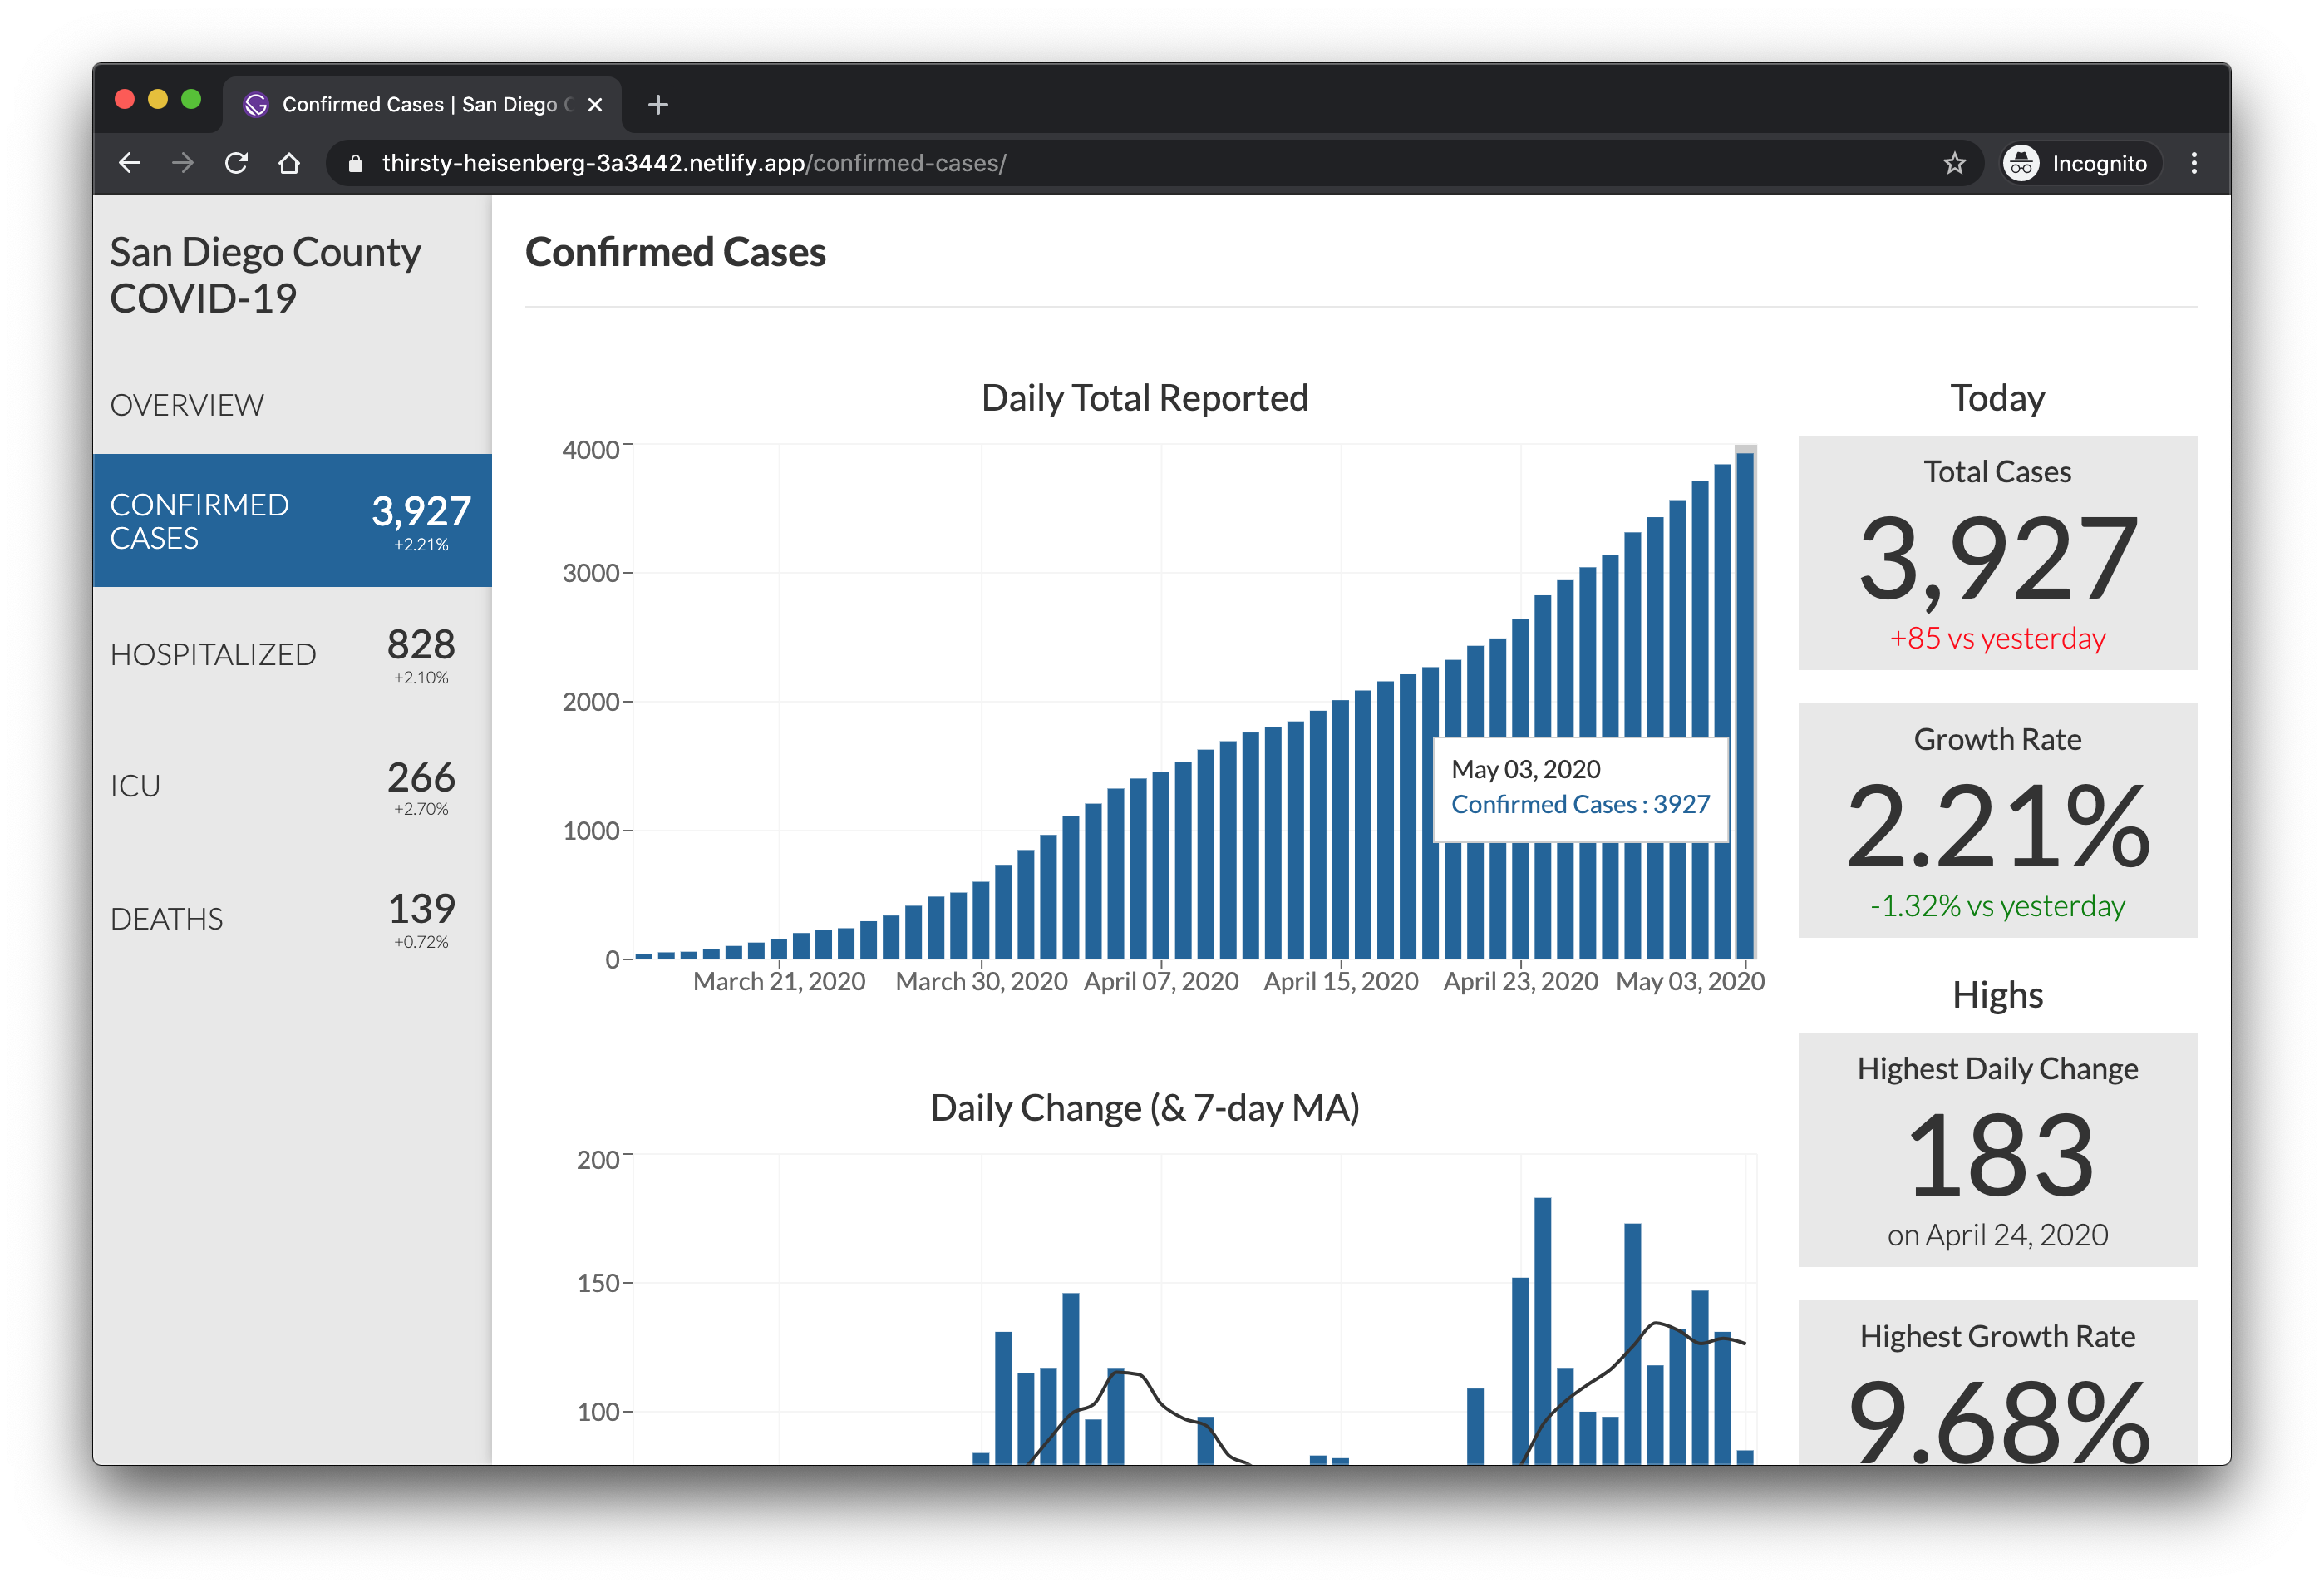 Confirmed Cases | San Diego C
thirsty-heisenberg-3a3442.netlify.app/confirmed-cases/
Incognito
San Diego County
COVID-19
OVERVIEW
CONFIRMED
CASES
3,927
+2.21%
HOSPITALIZED
828
+2.10%
ICU
266
+2.70%
DEATHS
139
+0.72%
Confirmed Cases
Daily Total Reported
4000
3000
2000
1000
0
March 21, 2020
March 30, 2020
April 07, 2020
April 15, 2020
April 23, 2020
May 03, 2020
May 03, 2020
Confirmed Cases : 3927
Daily Change (& 7-day MA)
200
150
100
Today
Total Cases
3,927
+85 vs yesterday
Growth Rate
2.21%
-1.32% vs yesterday
Highs
Highest Daily Change
183
on April 24, 2020
Highest Growth Rate
9.68%